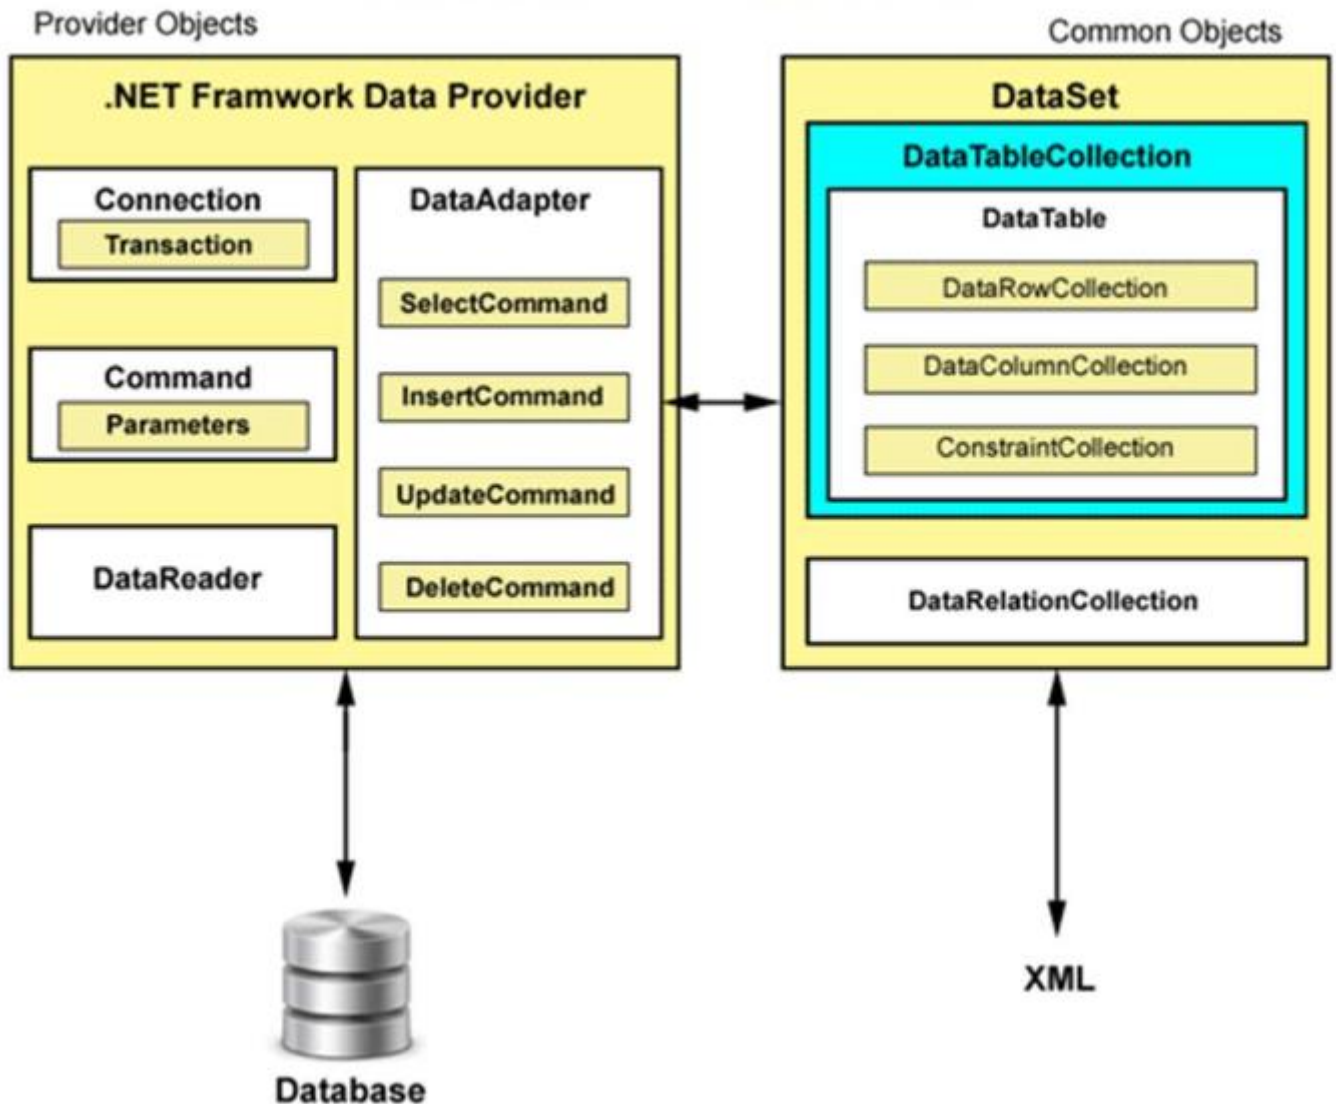 Provider Objects
.NET Framwork Data Provider
Connection
Transaction
Command
Parameters
DataReader
DataAdapter
SelectCommand
InsertCommand
UpdateCommand
DeleteCommand
Common Objects
DataSet
DataTableCollection
DataTable
DataRowCollection
DataColumnCollection
ConstraintCollection
DataRelationCollection
Database
XML